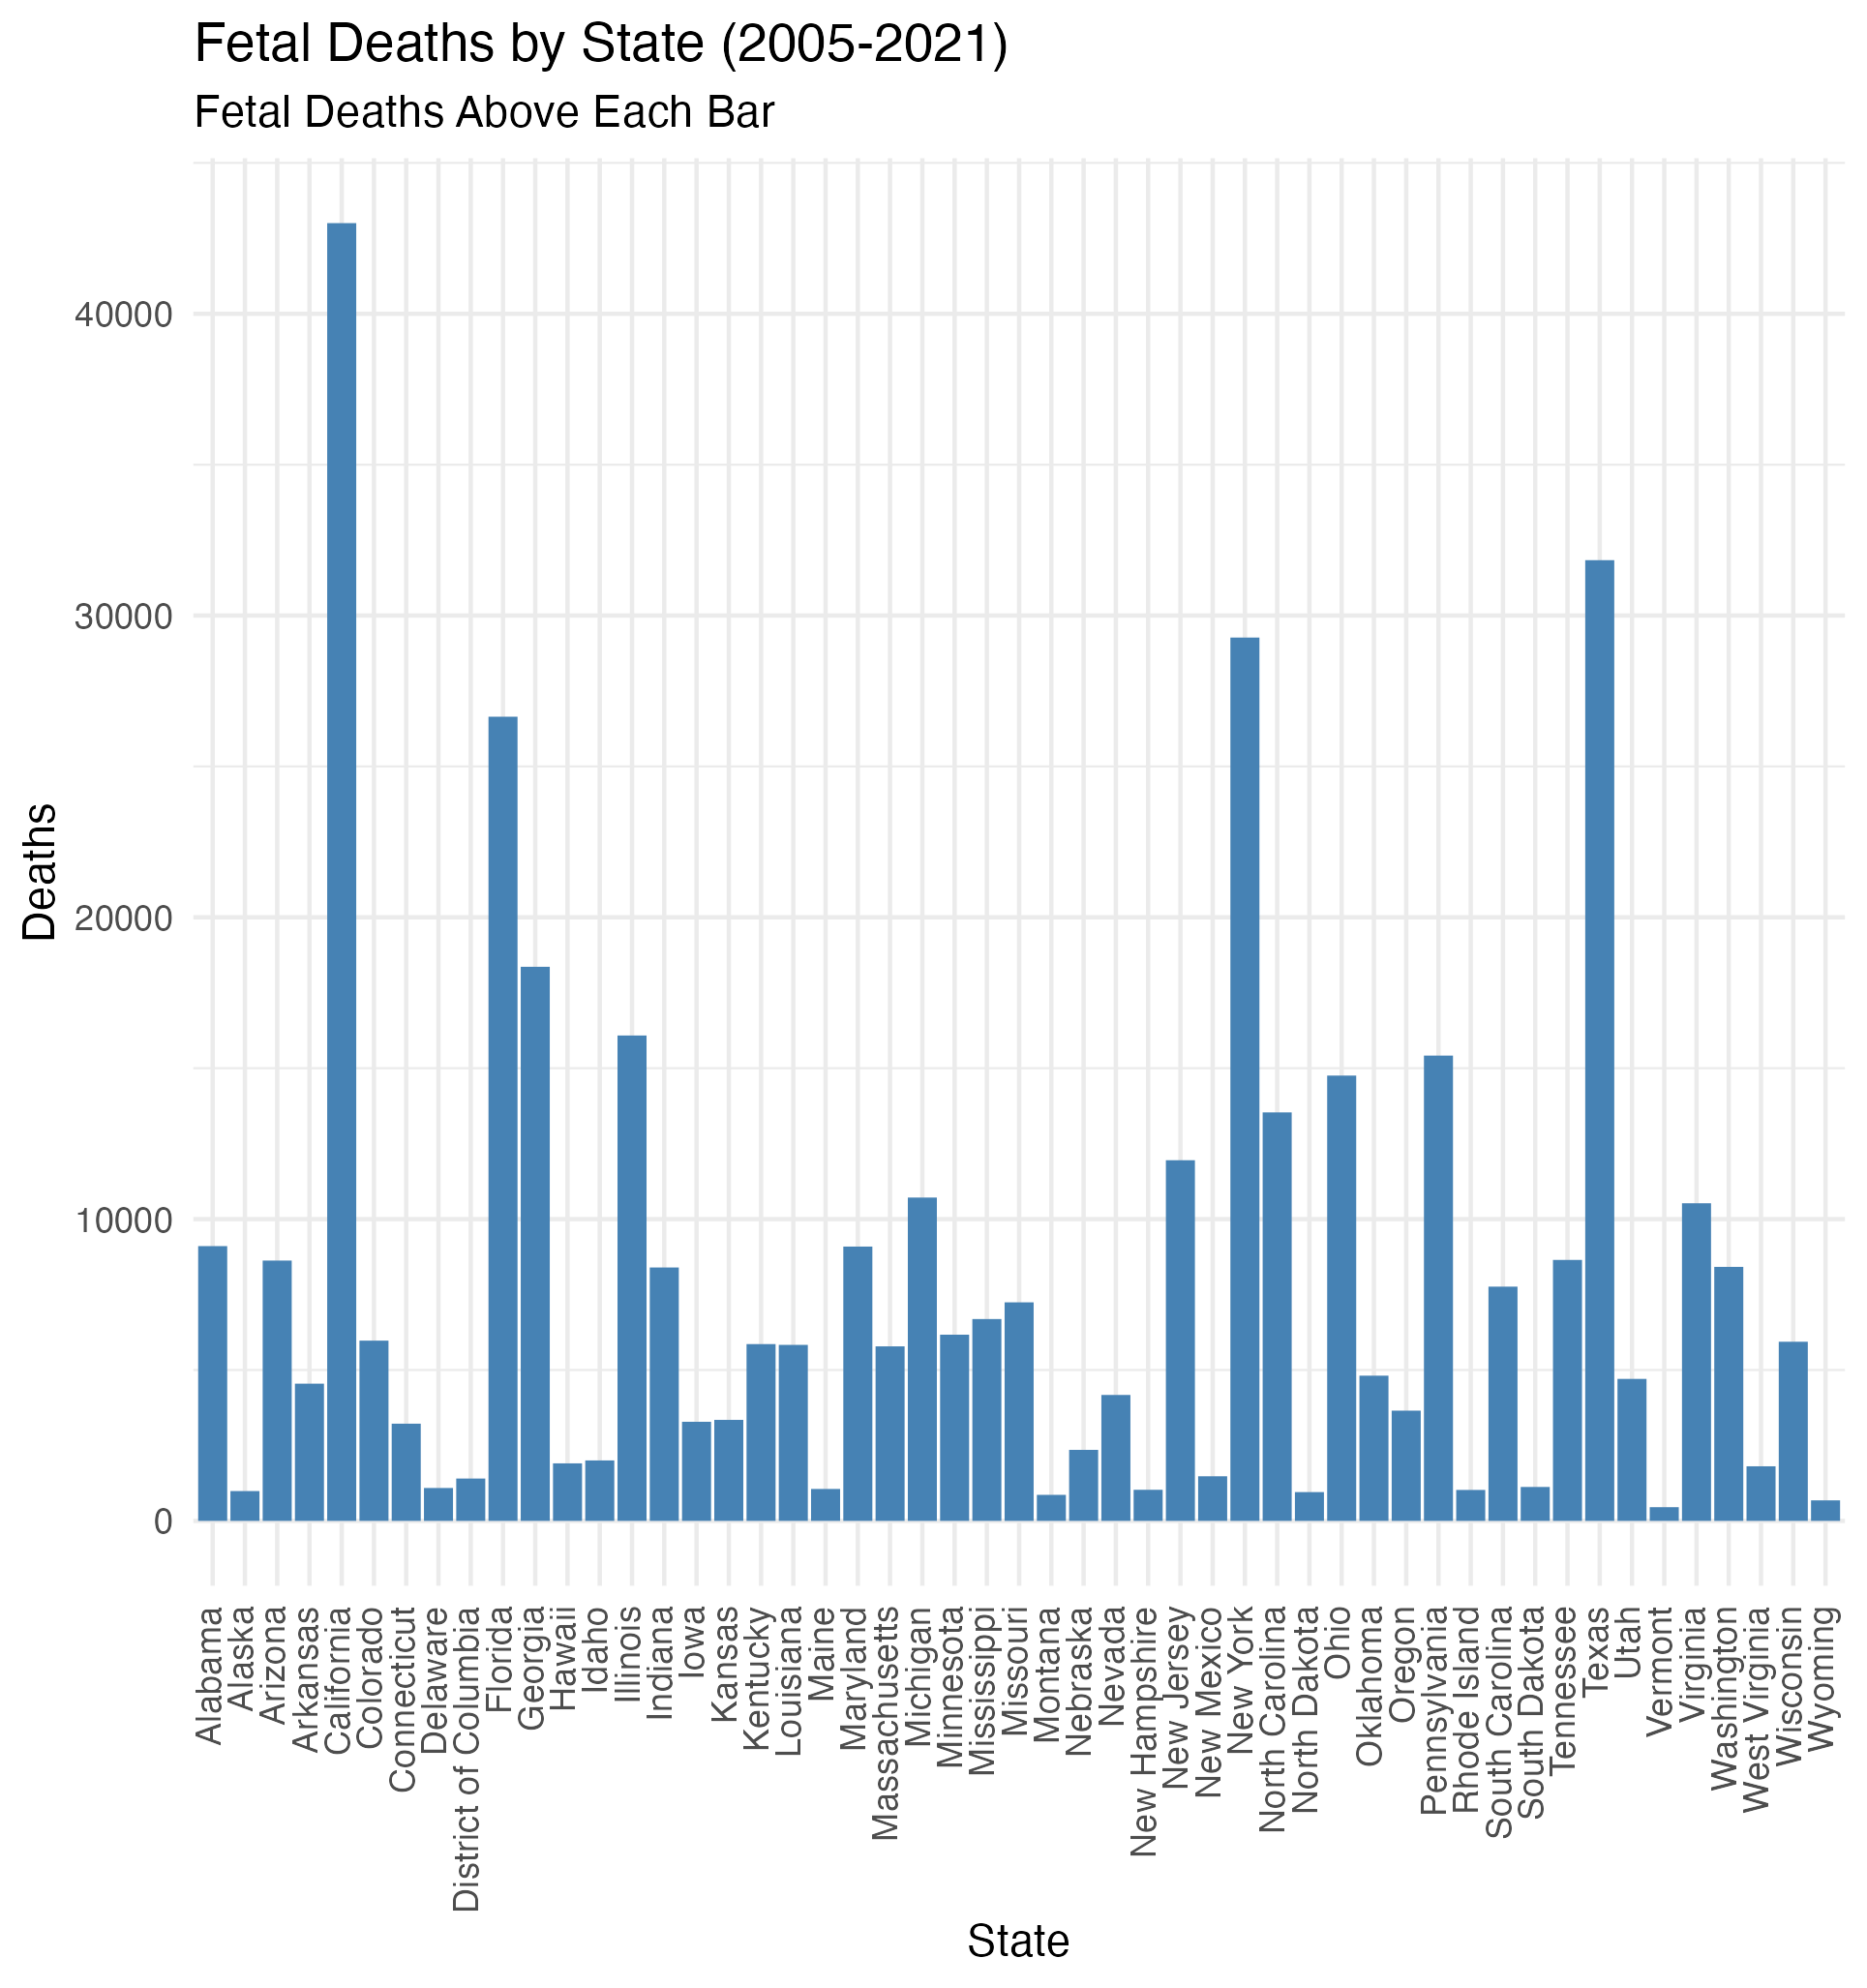 Fetal Deaths by State (2005-2021)
Fetal Deaths Above Each Bar
Deaths
40000
30000
20000
10000
0
Alabama
Alaska
Arizona
Arkansas
California
Colorado
Connecticut
Delaware
District of Columbia
Florida
Georgia
Hawaii
Idaho
Illinois
Indiana
Iowa
Kansas
Kentucky
Louisiana
Maine
Maryland
Massachusetts
Michigan
Minnesota
Mississippi
Missouri
Montana
Nebraska
Nevada
New Hampshire
New Jersey
New Mexico
New York
North Carolina
North Dakota
Ohio
Oklahoma
Oregon
Pennsylvania
Rhode Island
South Carolina
South Dakota
Tennessee
Texas
Utah
Vermont
Virginia
Washington
West Virginia
Wisconsin
Wyoming
State